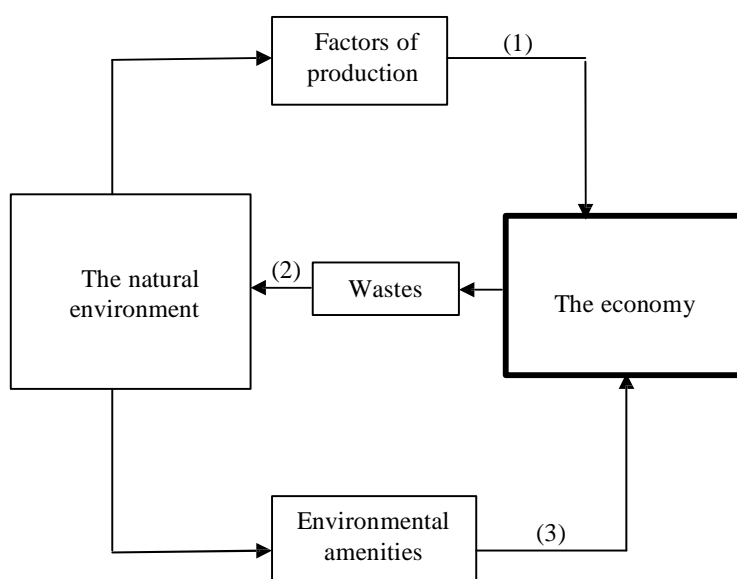 Factors of
production
(1)
The natural
environment
(2)
Wastes
The economy
Environmental
amenities
(3)